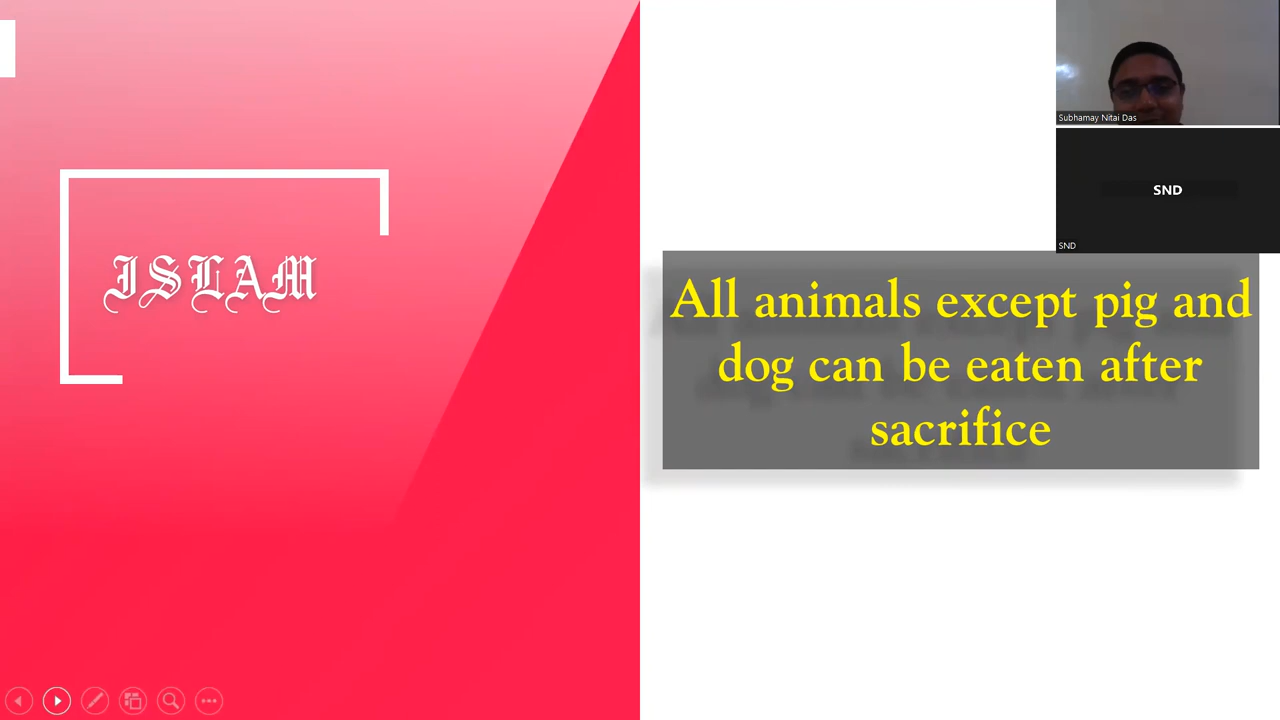 ISLAM
All animals except pig and
dog can be eaten after
sacrifice
Subhamay Nitai Das
SND
SND